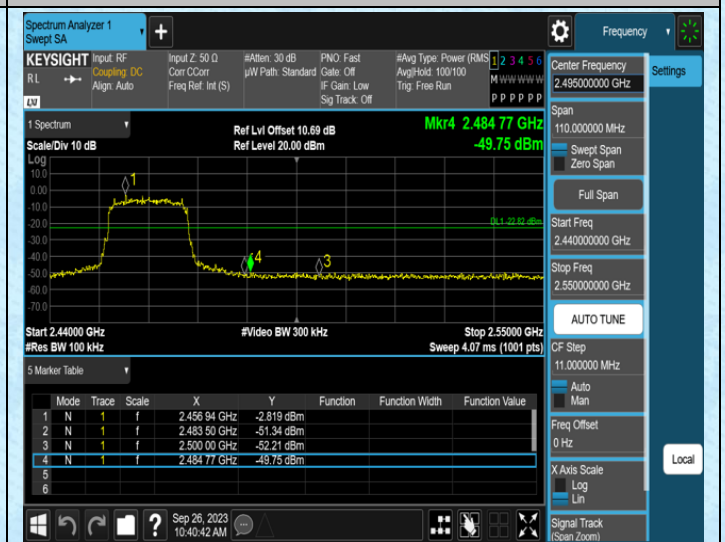 Spectrum Analyzer 1
Swept SA
Frequency
KEYSIGHT
RL
Input: RF
Coupling: DC
Align: Auto
Input Z: 50 Ω
Corr CCorr
Freq Ref: Int (S)
#Atten: 30 dB
µW Path: Standard
PNO: Fast
Gate: Off
IF Gain: Low
Sig Track: Off
#Avg Type: Power (RMS
Avg|Hold: 100/100
Trig: Free Run
1 2 3 4 5 6
M W W W W W
P P P P P P
LXI
1 Spectrum
Scale/Div 10 dB
Ref Lvl Offset 10.69 dB
Ref Level 20.00 dBm
Mkr4 2.484 77 GHz
-49.75 dBm
Log
10.0
0.00
-10.0
-20.0
-30.0
-40.0
-50.0
-60.0
-70.0
1
4
3
DL1 -22.82 dBm
Start 2.44000 GHz
#Res BW 100 kHz
#Video BW 300 kHz
Stop 2.55000 GHz
Sweep 4.07 ms (1001 pts)
5 Marker Table
Mode Trace Scale X Y Function Function Width Function Value
1 N 1 f 2.456 94 GHz -2.819 dBm
2 N 1 f 2.483 50 GHz -51.34 dBm
3 N 1 f 2.500 00 GHz -52.21 dBm
4 N 1 f 2.484 77 GHz -49.75 dBm
5
6
Sep 26, 2023
10:40:42 AM
Center Frequency
2.495000000 GHz
Settings
Span
110.000000 MHz
Swept Span
Zero Span
Full Span
Start Freq
2.440000000 GHz
Stop Freq
2.550000000 GHz
AUTO TUNE
CF Step
11.000000 MHz
Auto
Man
Freq Offset
0 Hz
X Axis Scale
Log
Lin
Local
Signal Track
(Span Zoom)